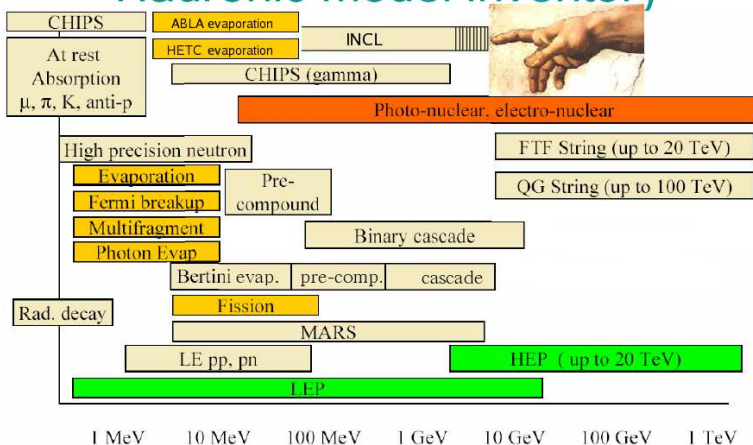 Hadronic model inventory
CHIPS
ABLA evaporation
HETC evaporation
INCL
At rest
Absorption
μ, π, K, anti-p
CHIPS (gamma)
Photo-nuclear, electro-nuclear
High precision neutron
FTF String (up to 20 TeV)
Evaporation
Pre-
compound
QG String (up to 100 TeV)
Fermi breakup
Multifragment
Binary cascade
Photon Evap
Bertini evap.
pre-comp.
cascade
Rad. decay
Fission
MARS
LE pp, pn
HEP ( up to 20 TeV)
LEP
1 MeV 10 MeV 100 MeV 1 GeV 10 GeV 100 GeV 1 TeV